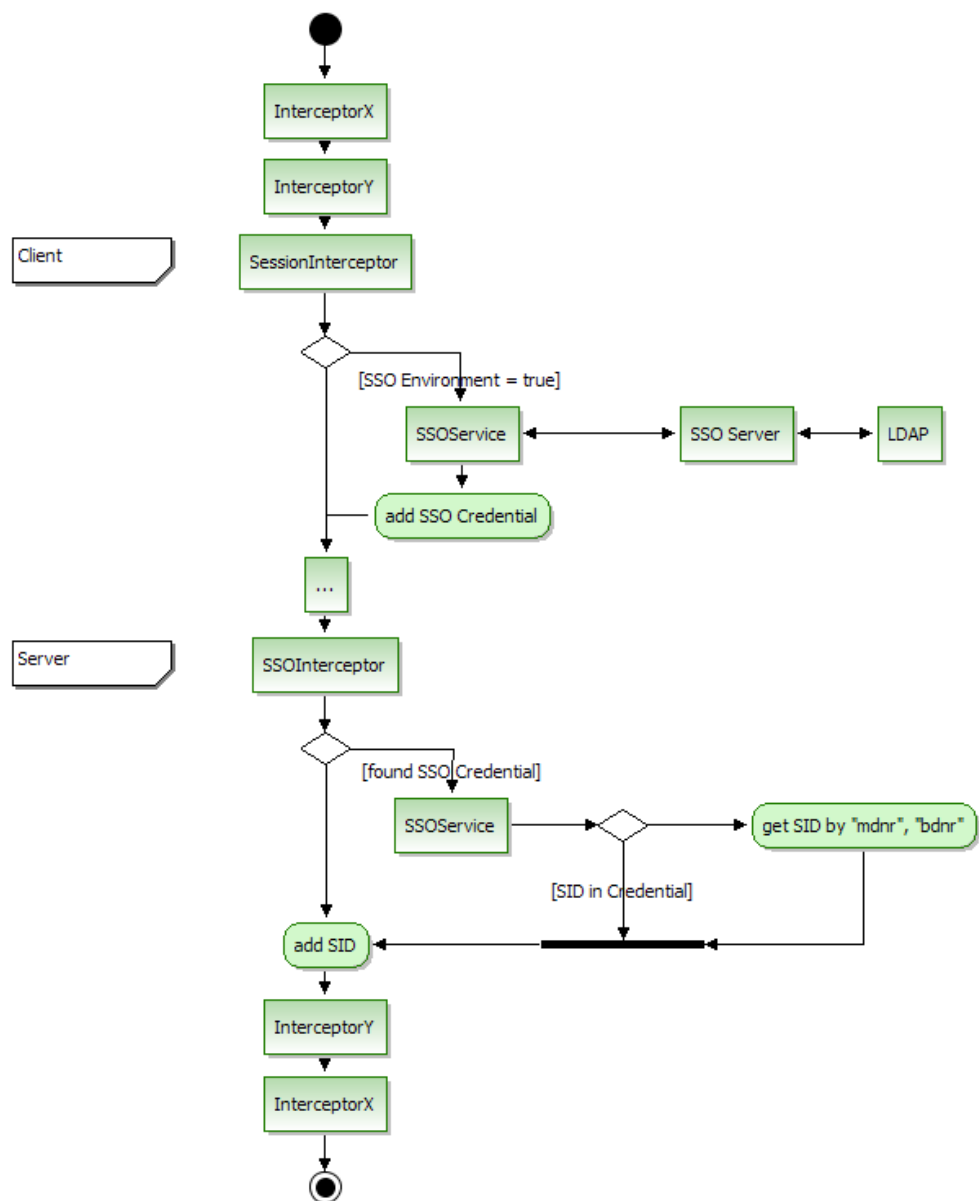 InterceptorX
InterceptorY
Client
SessionInterceptor
[SSO Environment = true]
SSOService
SSO Server
LDAP
add SSO Credential
...
Server
SSOInterceptor
[found SSO Credential]
SSOService
get SID by "mdnr", "bdnr"
[SID in Credential]
add SID
InterceptorY
InterceptorX